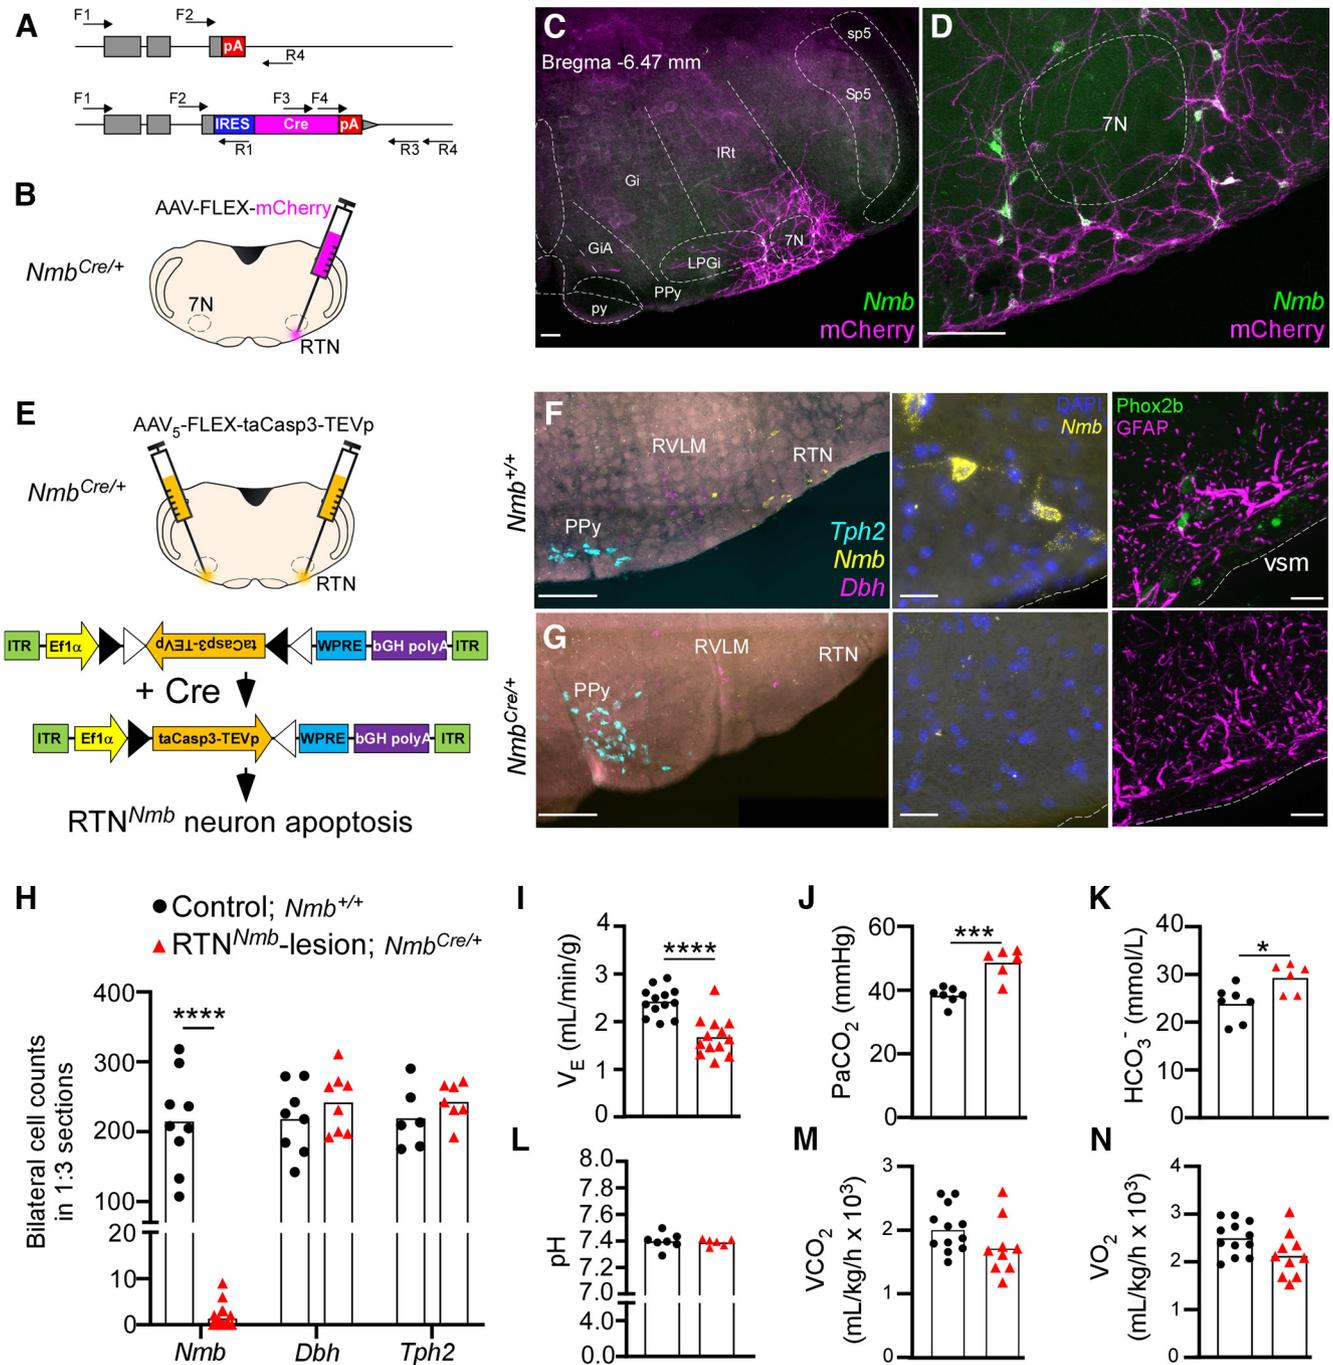 A
F1
F2
pA
R4
F1
F2
F3
F4
IRES
Cre
pA
R1
R3
R4
B
AAV-FLEX-mCherry
Nmb^Cre/+
7N
RTN
C
Bregma -6.47 mm
sp5
Sp5
IRt
Gi
GiA
LPGi
7N
PPy
py
Nmb
mCherry
D
7N
Nmb
mCherry
E
AAV5-FLEX-taCasp3-TEVp
Nmb^Cre/+
RTN
ITR
Ef1α
taCasp3-TEVp
WPRE
bGH polyA
ITR
+ Cre
ITR
Ef1α
taCasp3-TEVp
WPRE
bGH polyA
ITR
RTN^Nmb neuron apoptosis
F
Nmb^+/+
RVLM
RTN
PPy
Tph2
Nmb
Dbh
DAPI
Nmb
Phox2b
GFAP
vsm
G
Nmb^Cre/+
RVLM
RTN
PPy
H
Control; Nmb^+/+
RTN^Nmb-lesion; Nmb^Cre/+
Bilateral cell counts
in 1:3 sections
400
300
200
100
20
10
0
****
Nmb
Dbh
Tph2
I
VE (mL/min/g)
4
3
2
1
0
****
J
PaCO2 (mmHg)
60
40
20
0
***
K
HCO3- (mmol/L)
40
30
20
10
0
*
L
pH
8.0
7.8
7.6
7.4
7.2
7.0
4.0
0.0
M
VCO2
(mL/kg/h x 10^3)
3
2
1
0
N
VO2
(mL/kg/h x 10^3)
4
3
2
1
0